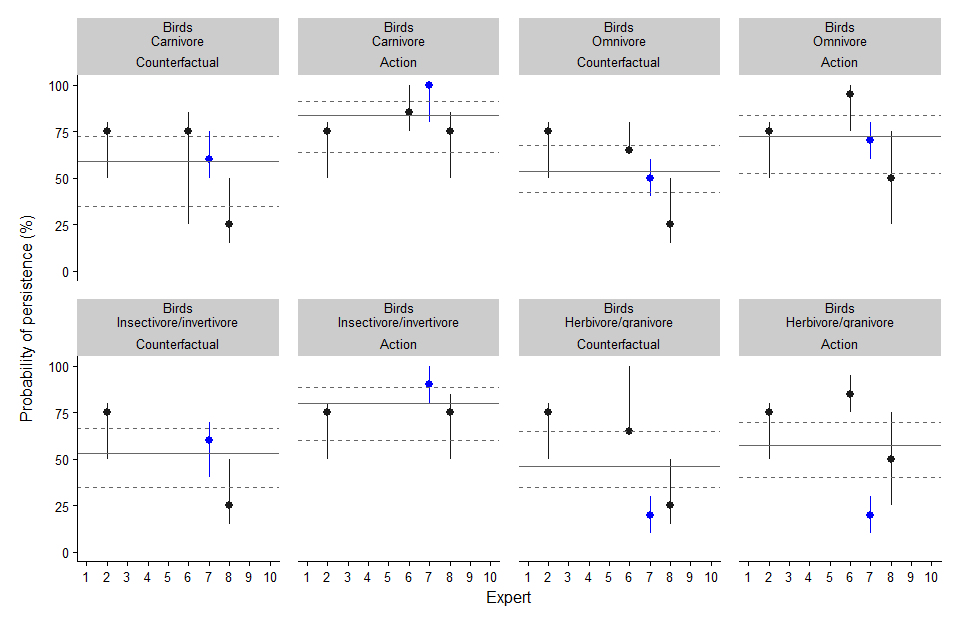 Birds
Carnivore
Counterfactual
Birds
Carnivore
Action
Birds
Omnivore
Counterfactual
Birds
Omnivore
Action
100
75
50
25
0
Birds
Insectivore/invertivore
Counterfactual
Birds
Insectivore/invertivore
Action
Birds
Herbivore/granivore
Counterfactual
Birds
Herbivore/granivore
Action
100
75
50
25
0
Probability of persistence (%)
1 2 3 4 5 6 7 8 9 10
1 2 3 4 5 6 7 8 9 10
1 2 3 4 5 6 7 8 9 10
1 2 3 4 5 6 7 8 9 10
Expert